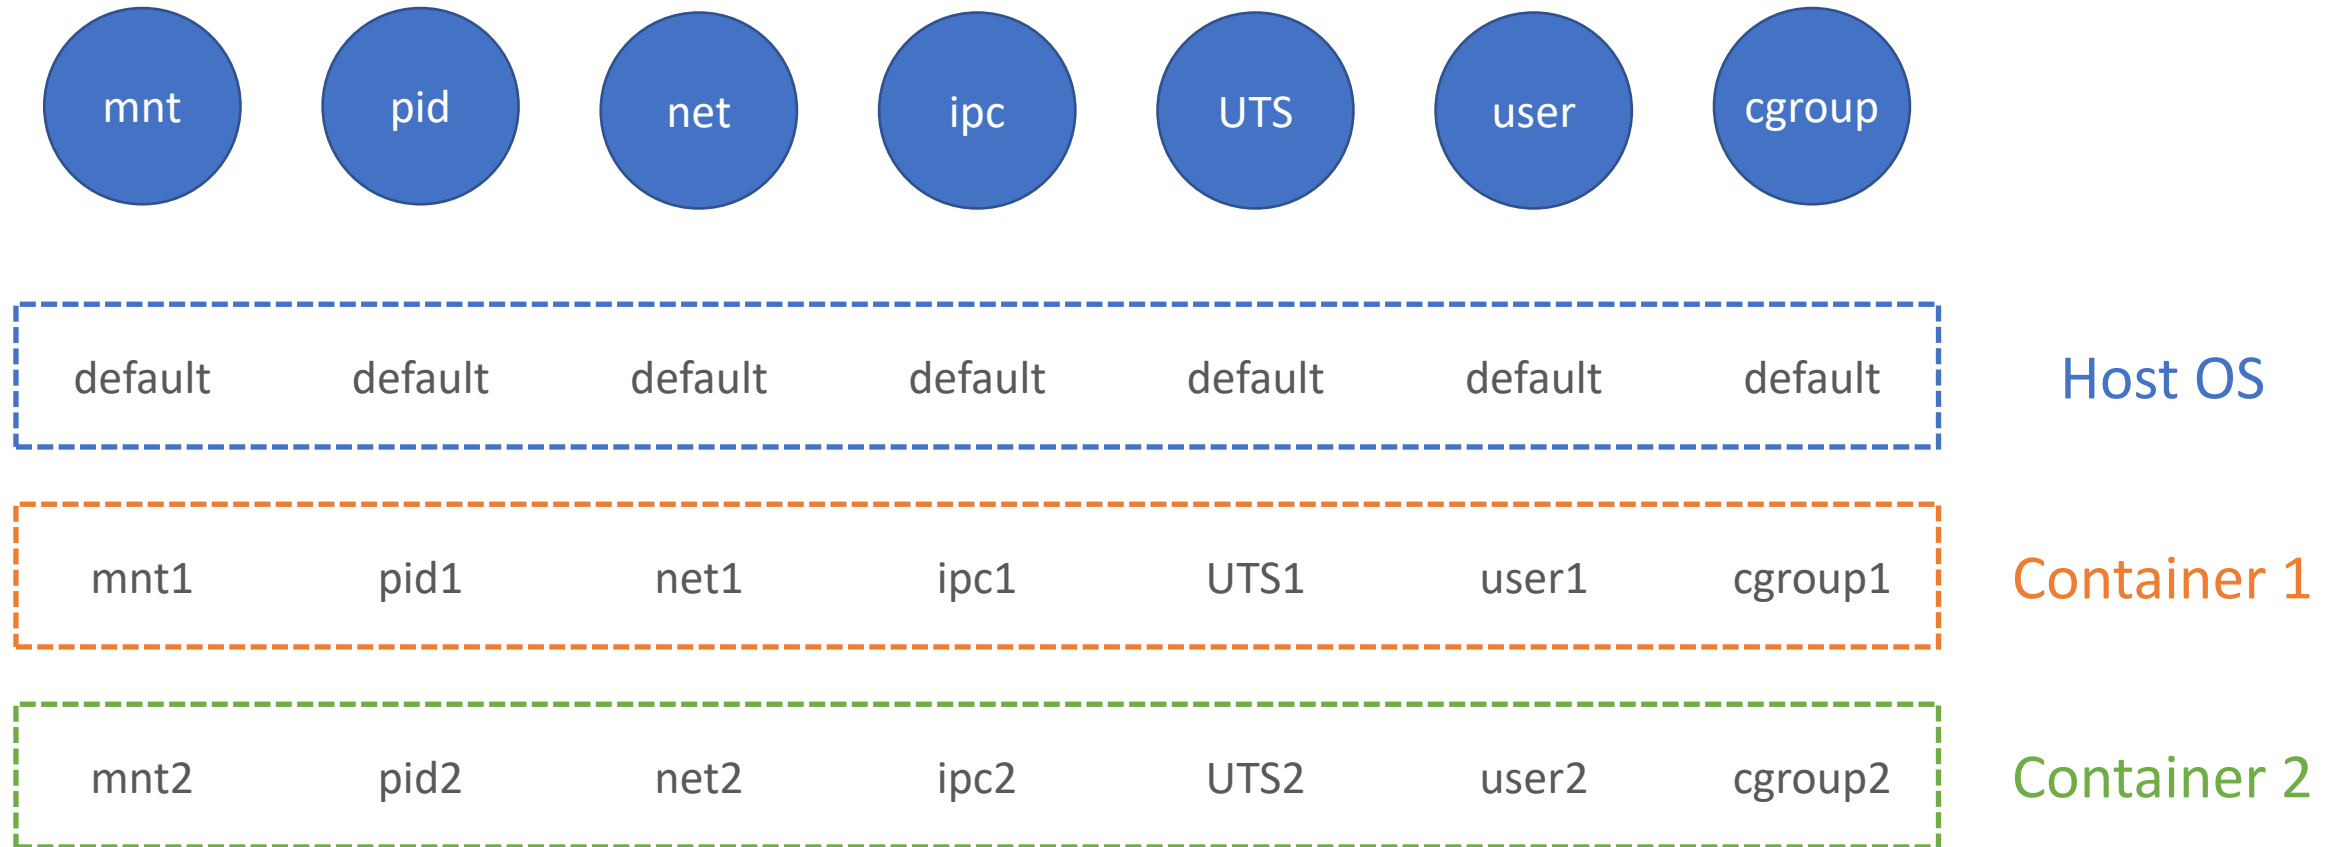 mnt pid net ipc UTS user cgroup
default default default default default default default Host OS
mnt1 pid1 net1 ipc1 UTS1 user1 cgroup1 Container 1
mnt2 pid2 net2 ipc2 UTS2 user2 cgroup2 Container 2